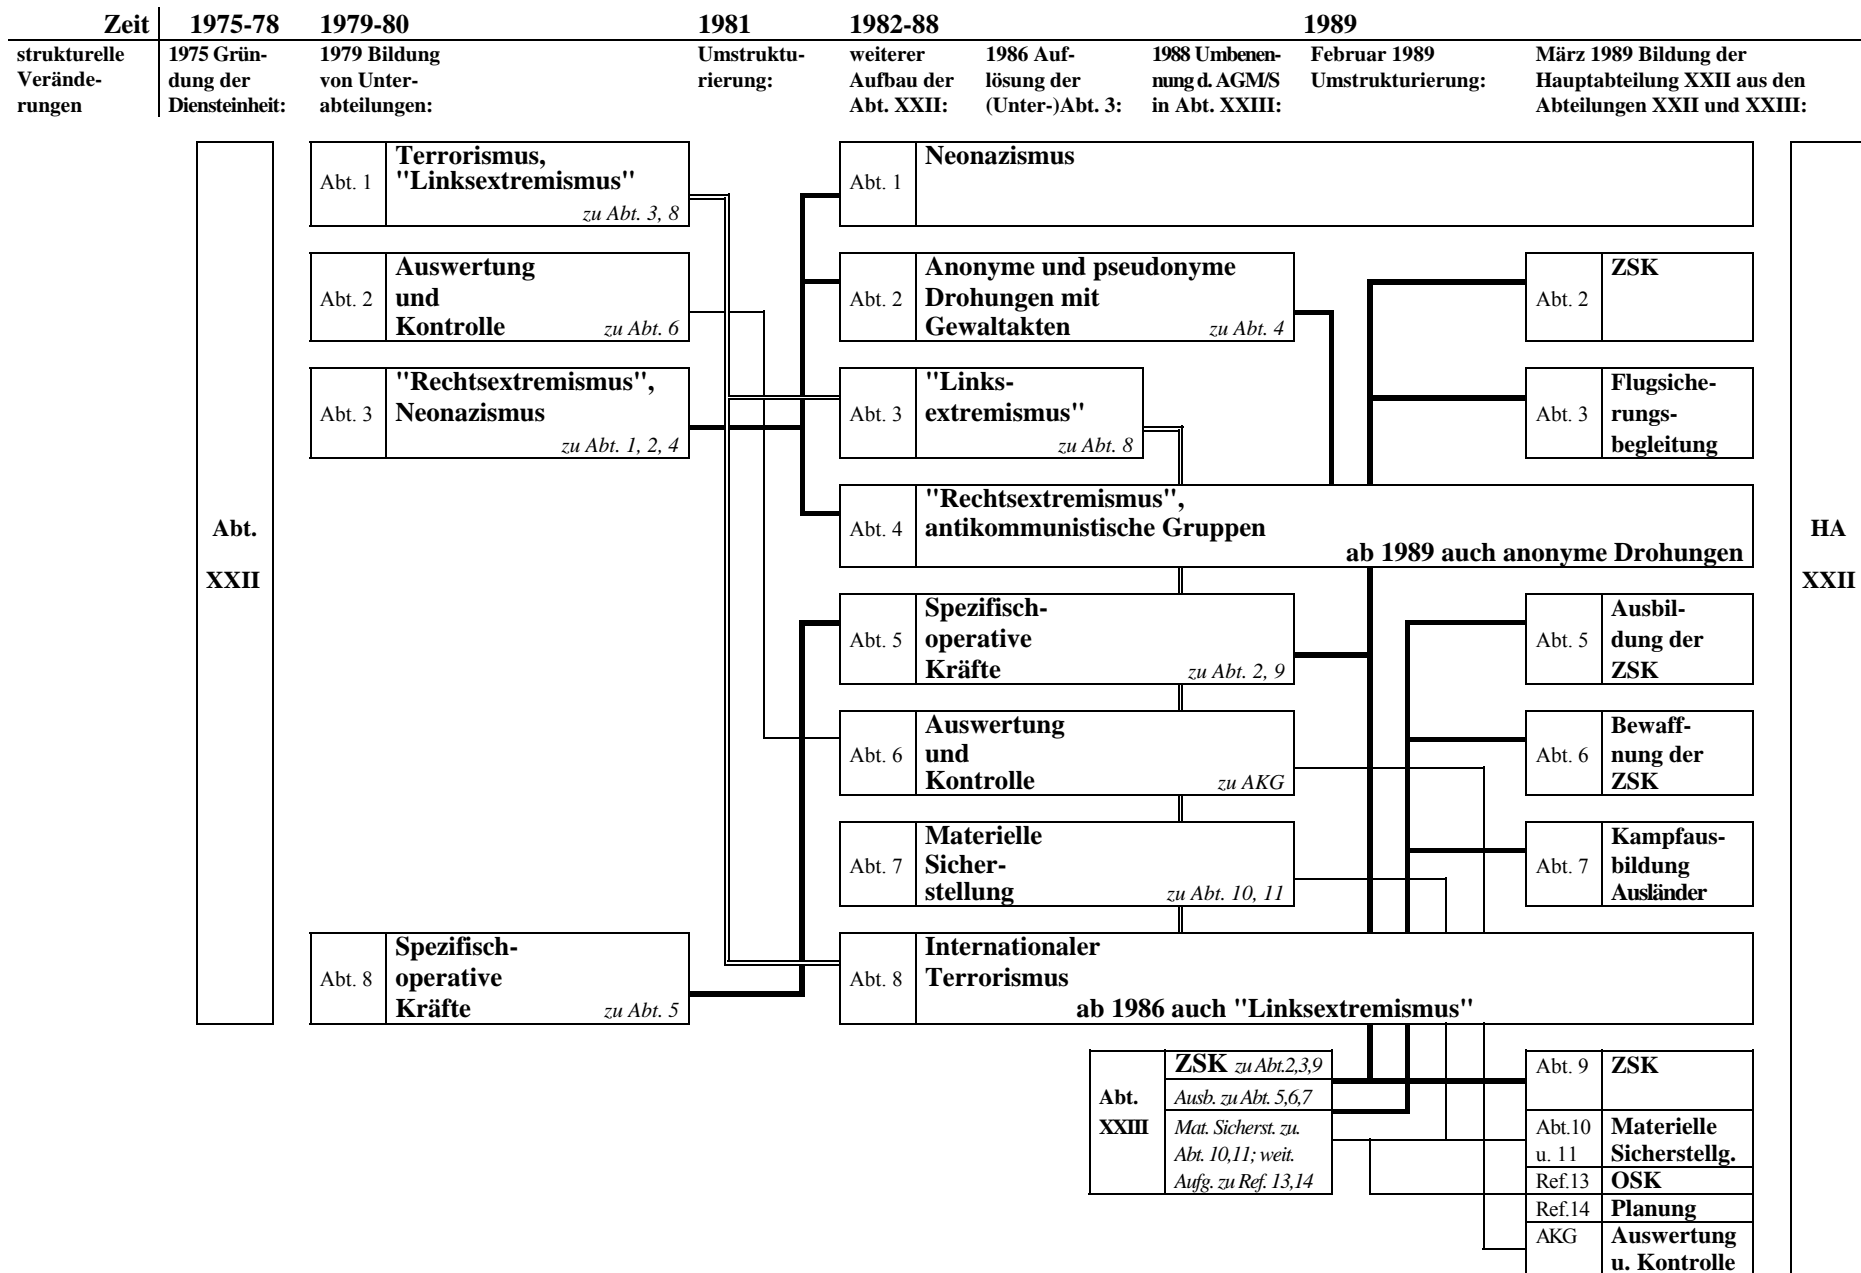 Zeit 1975-78 1979-80 1981 1982-88 1989
strukturelle
Verände-
rungen
1975 Grün-
dung der
Diensteinheit:
1979 Bildung
von Unter-
abteilungen:
Umstruktu-
rierung:
weiterer
Aufbau der
Abt. XXII:
1986 Auf-
lösung der
(Unter-)Abt. 3:
1988 Umbenen-
nung d. AGM/S
in Abt. XXIII:
Februar 1989
Umstrukturierung:
März 1989 Bildung der
Hauptabteilung XXII aus den
Abteilungen XXII und XXIII:
Abt.
XXII
Abt. 1
Terrorismus,
"Linksextremismus"
zu Abt. 3, 8
Abt. 2
Auswertung
und
Kontrolle zu Abt. 6
Abt. 3
"Rechtsextremismus",
Neonazismus
zu Abt. 1, 2, 4
Abt. 8
Spezifisch-
operative
Kräfte zu Abt. 5
Abt. 1
Neonazismus
Abt. 2
Anonyme und pseudonyme
Drohungen mit
Gewaltakten zu Abt. 4
Abt. 3
"Links-
extremismus"
zu Abt. 8
Abt. 4
"Rechtsextremismus",
antikommunistische Gruppen
ab 1989 auch anonyme Drohungen
Abt. 5
Spezifisch-
operative
Kräfte zu Abt. 2, 9
Abt. 6
Auswertung
und
Kontrolle zu AKG
Abt. 7
Materielle
Sicher-
stellung zu Abt. 10, 11
Abt. 8
Internationaler
Terrorismus
ab 1986 auch "Linksextremismus"
Abt.
XXIII
ZSK zu Abt.2,3,9
Ausb. zu Abt. 5,6,7
Mat. Sicherst. zu.
Abt. 10,11; weit.
Aufg. zu Ref. 13,14
Abt. 2
ZSK
Abt. 3
Flugsiche-
rungs-
begleitung
Abt. 5
Ausbil-
dung der
ZSK
Abt. 6
Bewaff-
nung der
ZSK
Abt. 7
Kampfaus-
bildung
Ausländer
Abt. 9 ZSK
Abt.10
u. 11
Materielle
Sicherstellg.
Ref.13 OSK
Ref.14 Planung
AKG
Auswertung
u. Kontrolle
HA
XXII